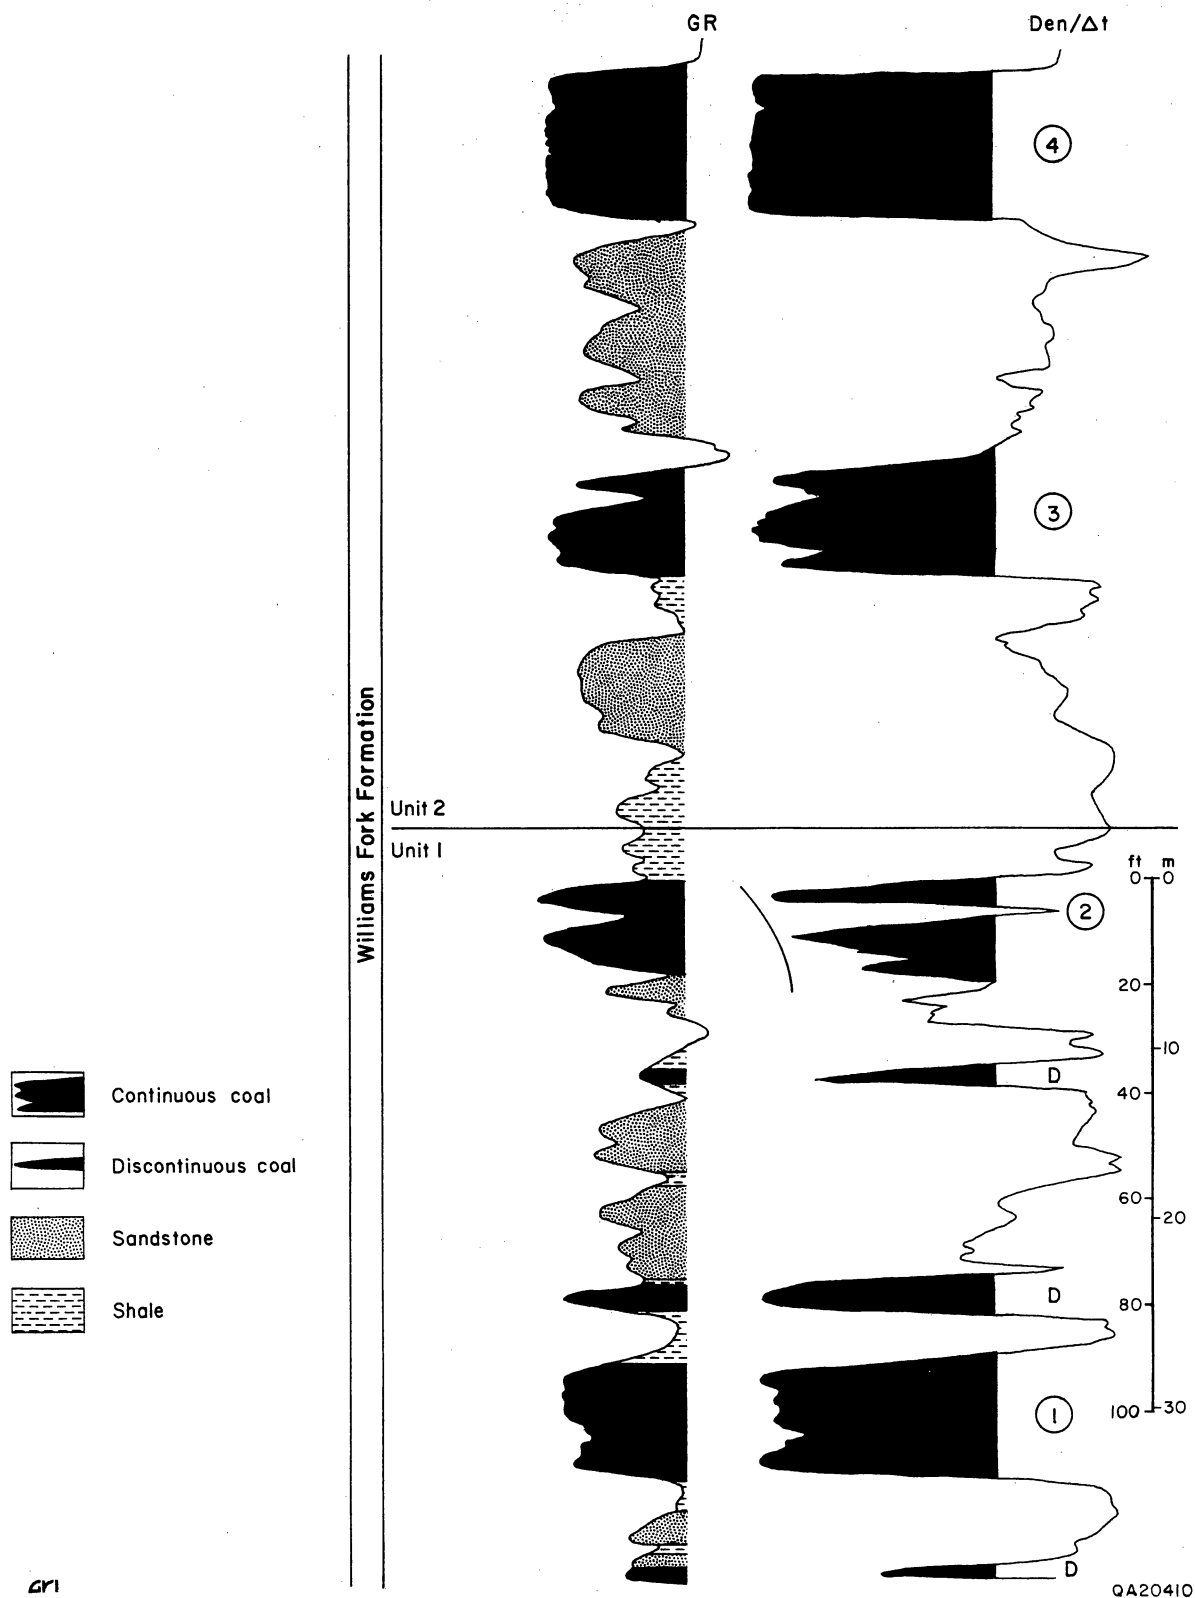 GR
Den/Δt
4
3
Williams Fork Formation
Unit 2
Unit 1
ft m
0 0
2
20
10
D
40
60
20
D
80
1
100 30
D
Continuous coal
Discontinuous coal
Sandstone
Shale
GRI
QA20410